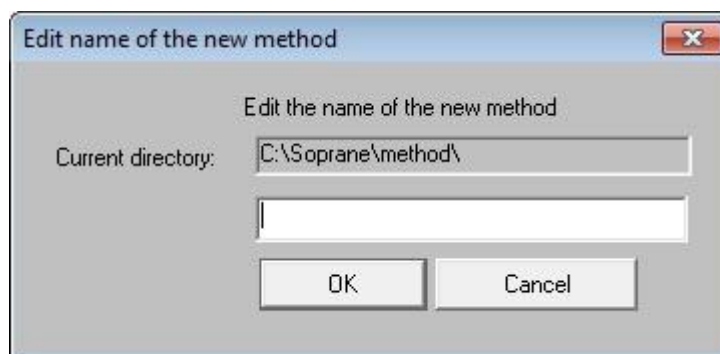 Edit name of the new method
Edit the name of the new method
Current directory: C:\Soprane\method\
OK Cancel